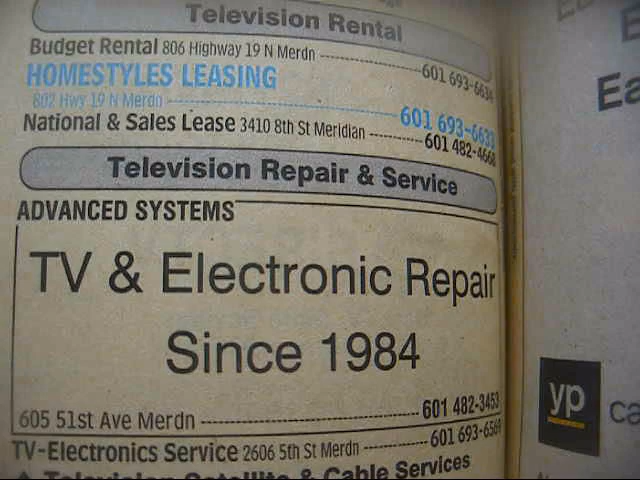 Television Rental
Budget Rental 806 Highway 19 N Merdn 601 693-6634
HOMESTYLES LEASING
802 Hwy 19 N Merdn 601 693-6633
National & Sales Lease 3410 8th St Meridian 601 482-4668
Television Repair & Service
ADVANCED SYSTEMS
TV & Electronic Repair
Since 1984
605 51st Ave Merdn 601 482-3453
TV-Electronics Service 2606 5th St Merdn 601 693-6569
Television Satellite & Cable Services
Ea
yp
ca